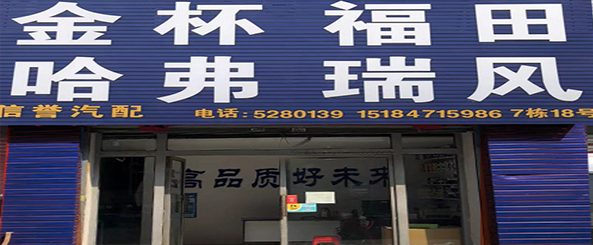 金杯 福田
哈弗 瑞风
信誉汽配 电话:5280139 15184715986 7栋18号
高品质好未来